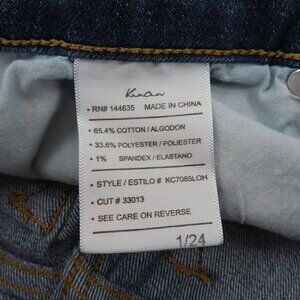 KanCan
• RN# 144635 MADE IN CHINA
• 65.4% COTTON / ALGODON
• 33.6% POLYESTER / POLIESTER
• 1% SPANDEX / ELASTANO
• STYLE / ESTILO # KC7085LOH
• CUT # 33013
• SEE CARE ON REVERSE
1/24